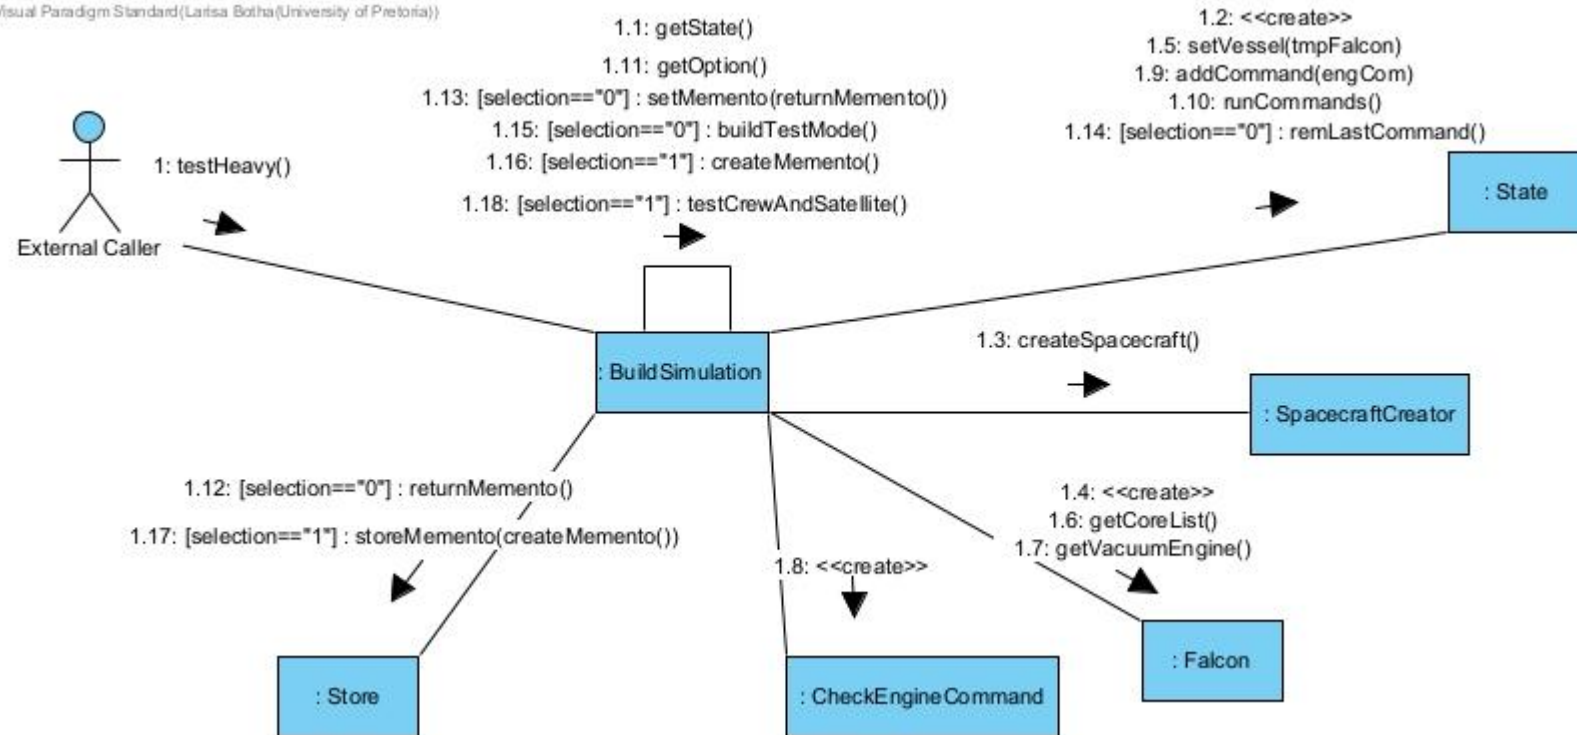 Visual Paradigm Standard(Larisa Botha(University of Pretoria))
1.1: getState()
1.11: getOption()
1.13: [selection=="0"] : setMemento(returnMemento())
1.15: [selection=="0"] : buildTestMode()
1.16: [selection=="1"] : createMemento()
1.18: [selection=="1"] : testCrewAndSatellite()
1.2: <<create>>
1.5: setVessel(tmpFalcon)
1.9: addCommand(engCom)
1.10: runCommands()
1.14: [selection=="0"] : remLastCommand()
1: testHeavy()
External Caller
: State
: BuildSimulation
1.3: createSpacecraft()
: SpacecraftCreator
1.12: [selection=="0"] : returnMemento()
1.17: [selection=="1"] : storeMemento(createMemento())
1.8: <<create>>
1.4: <<create>>
1.6: getCoreList()
1.7: getVacuumEngine()
: Store
: CheckEngineCommand
: Falcon